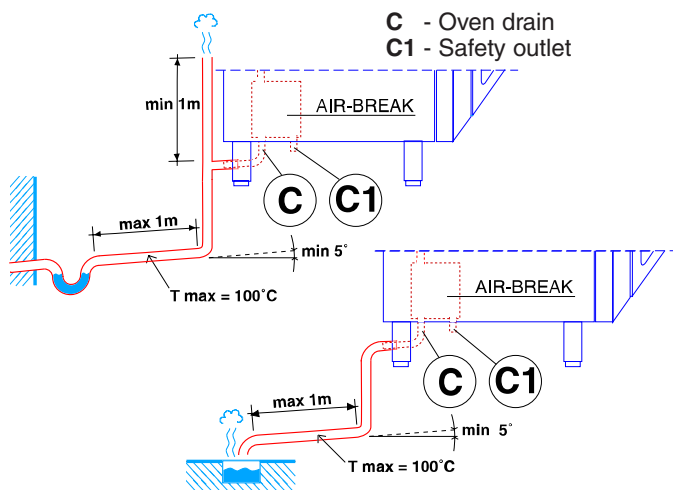 C - Oven drain
C1 - Safety outlet
min 1m
AIR-BREAK
C
C1
max 1m
min 5°
T max = 100°C
AIR-BREAK
C
C1
max 1m
min 5°
T max = 100°C